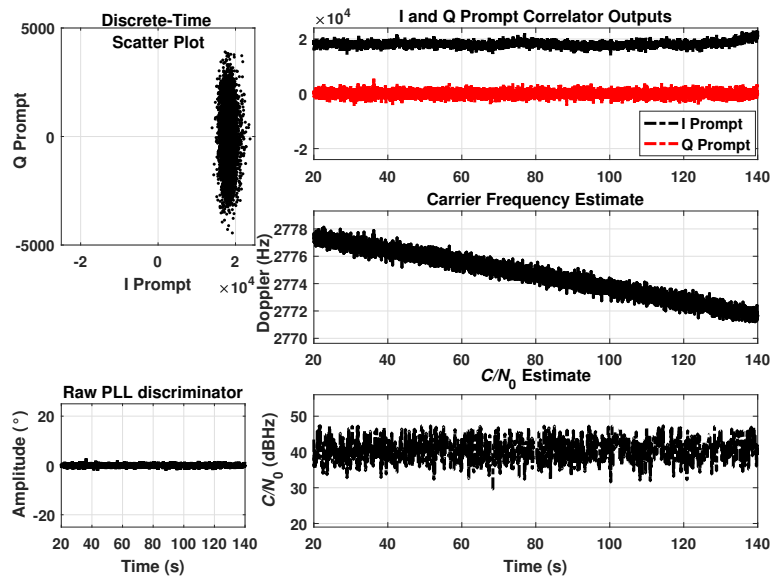 Discrete-Time
Scatter Plot
5000
0
-5000
Q Prompt
-2
0
2
I Prompt
×10⁴
I and Q Prompt Correlator Outputs
×10⁴
2
0
-2
I Prompt
Q Prompt
20 40 60 80 100 120 140
Carrier Frequency Estimate
Doppler (Hz)
2778
2776
2774
2772
2770
20 40 60 80 100 120 140
Raw PLL discriminator
Amplitude (°)
20
0
-20
20 40 60 80 100 120 140
Time (s)
C/N₀ Estimate
C/N₀ (dBHz)
50
40
30
20
20 40 60 80 100 120 140
Time (s)